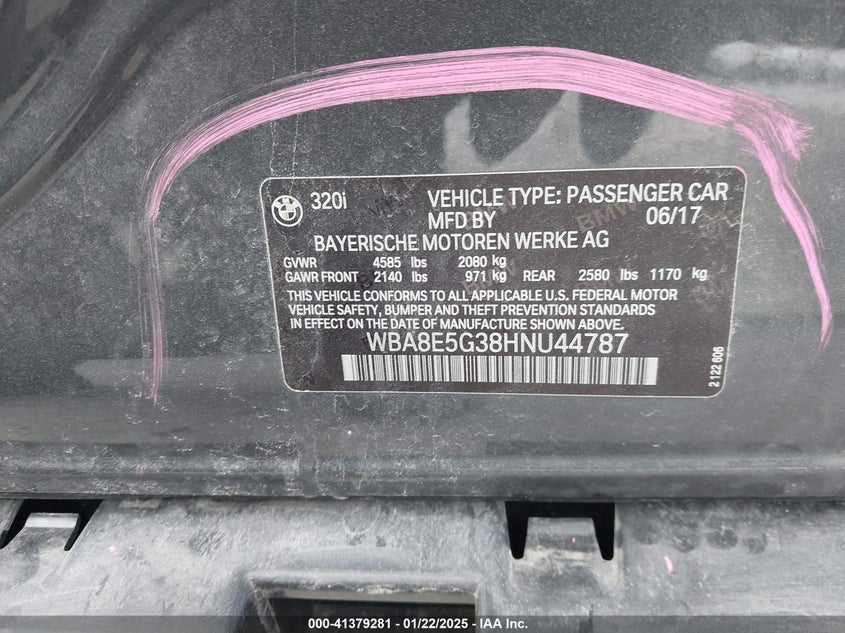 320i VEHICLE TYPE: PASSENGER CAR
MFD BY 06/17
BAYERISCHE MOTOREN WERKE AG
GVWR 4585 lbs 2080 kg
GAWR FRONT 2140 lbs 971 kg REAR 2580 lbs 1170 kg
THIS VEHICLE CONFORMS TO ALL APPLICABLE U.S. FEDERAL MOTOR
VEHICLE SAFETY, BUMPER AND THEFT PREVENTION STANDARDS
IN EFFECT ON THE DATE OF MANUFACTURE SHOWN ABOVE.
WBA8E5G38HNU44787
2 122 606
000-41379281 - 01/22/2025 - IAA Inc.